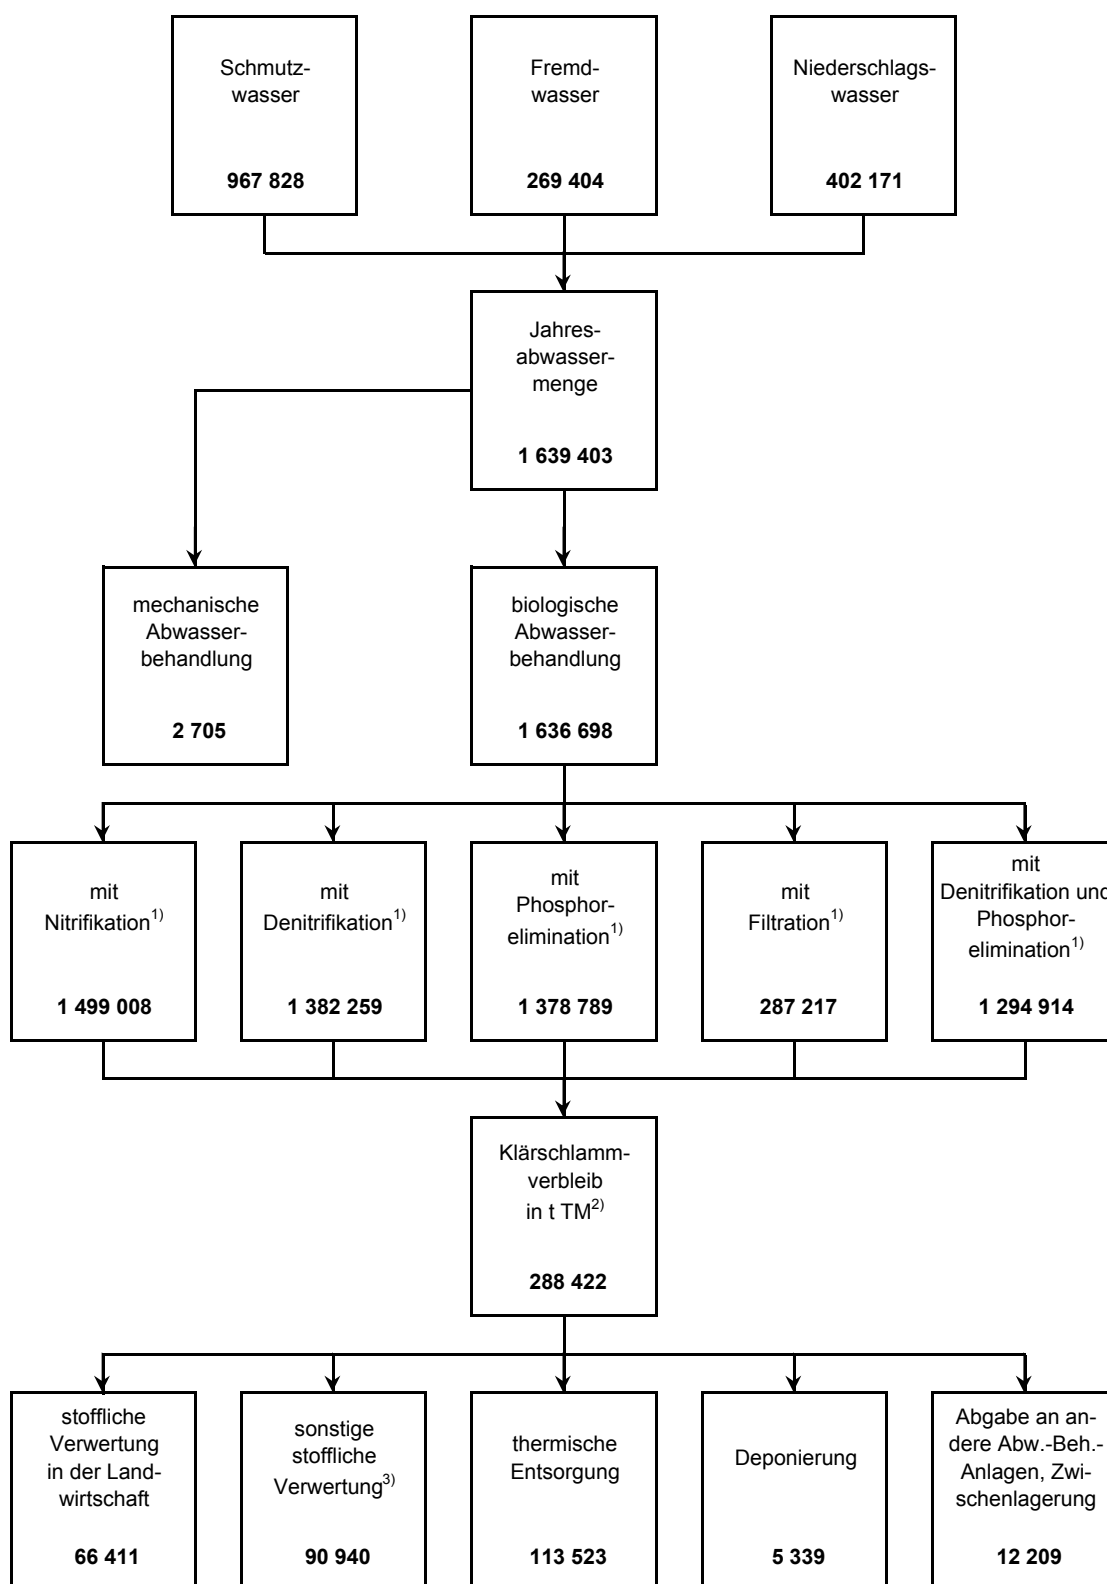 Schmutz-
wasser
967 828
Fremd-
wasser
269 404
Niederschlags-
wasser
402 171
Jahres-
abwasser-
menge
1 639 403
mechanische
Abwasser-
behandlung
2 705
biologische
Abwasser-
behandlung
1 636 698
mit
Nitrifikation1)
1 499 008
mit
Denitrifikation1)
1 382 259
mit
Phosphor-
elimination1)
1 378 789
mit
Filtration1)
287 217
mit
Denitrifikation und
Phosphor-
elimination1)
1 294 914
Klärschlamm-
verbleib
in t TM2)
288 422
stoffliche
Verwertung
in der Land-
wirtschaft
66 411
sonstige
stoffliche
Verwertung3)
90 940
thermische
Entsorgung
113 523
Deponierung
5 339
Abgabe an an-
dere Abw.-Beh.-
Anlagen, Zwi-
schenlagerung
12 209